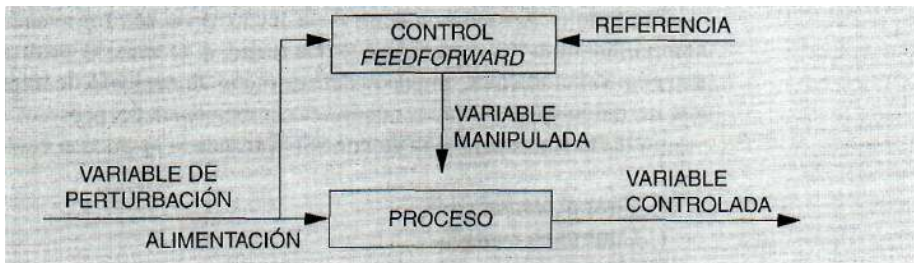 CONTROL
FEEDFORWARD
REFERENCIA
VARIABLE
MANIPULADA
VARIABLE DE
PERTURBACIÓN
ALIMENTACIÓN
PROCESO
VARIABLE
CONTROLADA